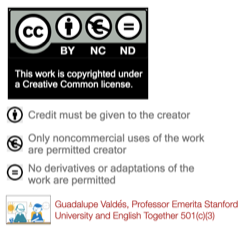 cc
BY NC ND
This work is copyrighted under
a Creative Common license.
Credit must be given to the creator
Only noncommercial uses of the work
are permitted creator
No derivatives or adaptations of the
work are permitted
Guadalupe Valdés, Professor Emerita Stanford
University and English Together 501(c)(3)